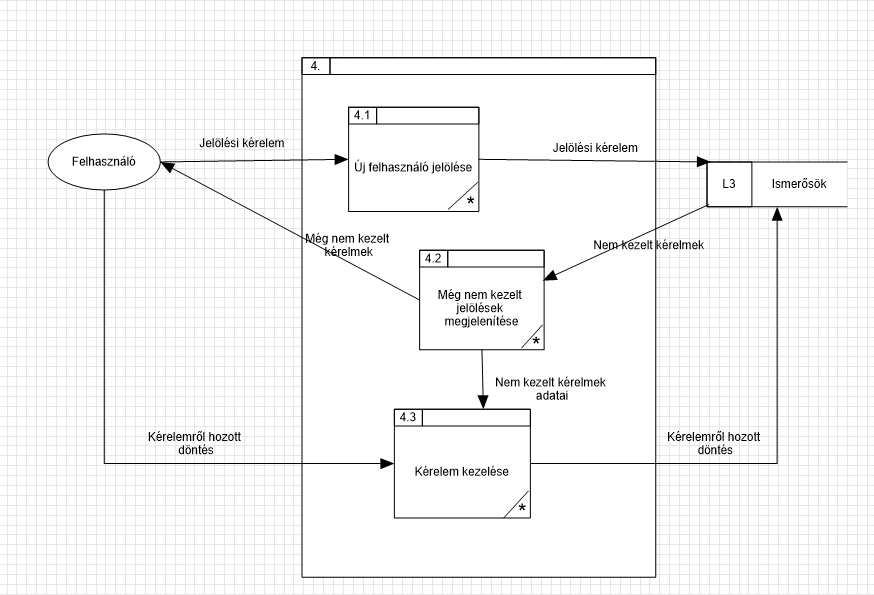 4.
4.1
Új felhasználó jelölése
*
Felhasználó
Jelölési kérelem
Jelölési kérelem
L3
Ismerősök
Még nem kezelt
kérelmek
Nem kezelt kérelmek
4.2
Még nem kezelt
jelölések
megjelenítése
*
Nem kezelt kérelmek
adatai
4.3
Kérelem kezelése
*
Kérelemről hozott
döntés
Kérelemről hozott
döntés